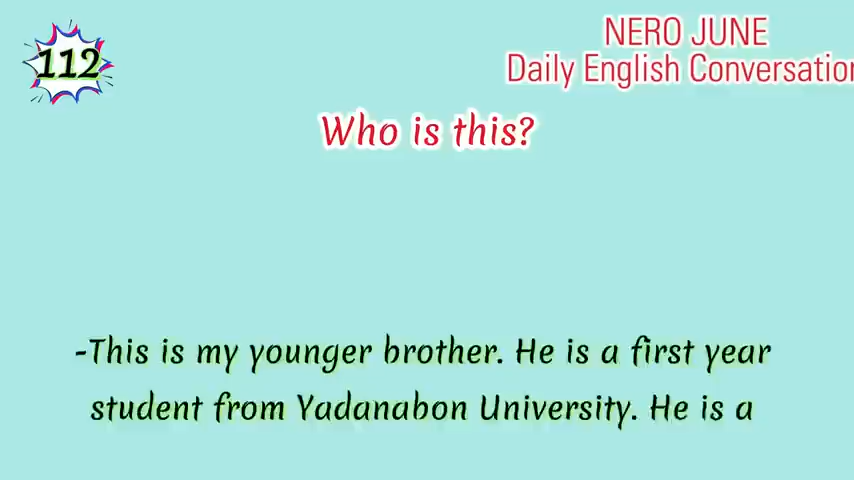 112
NERO JUNE
Daily English Conversation
Who is this?
-This is my younger brother. He is a first year
student from Yadanabon University. He is a